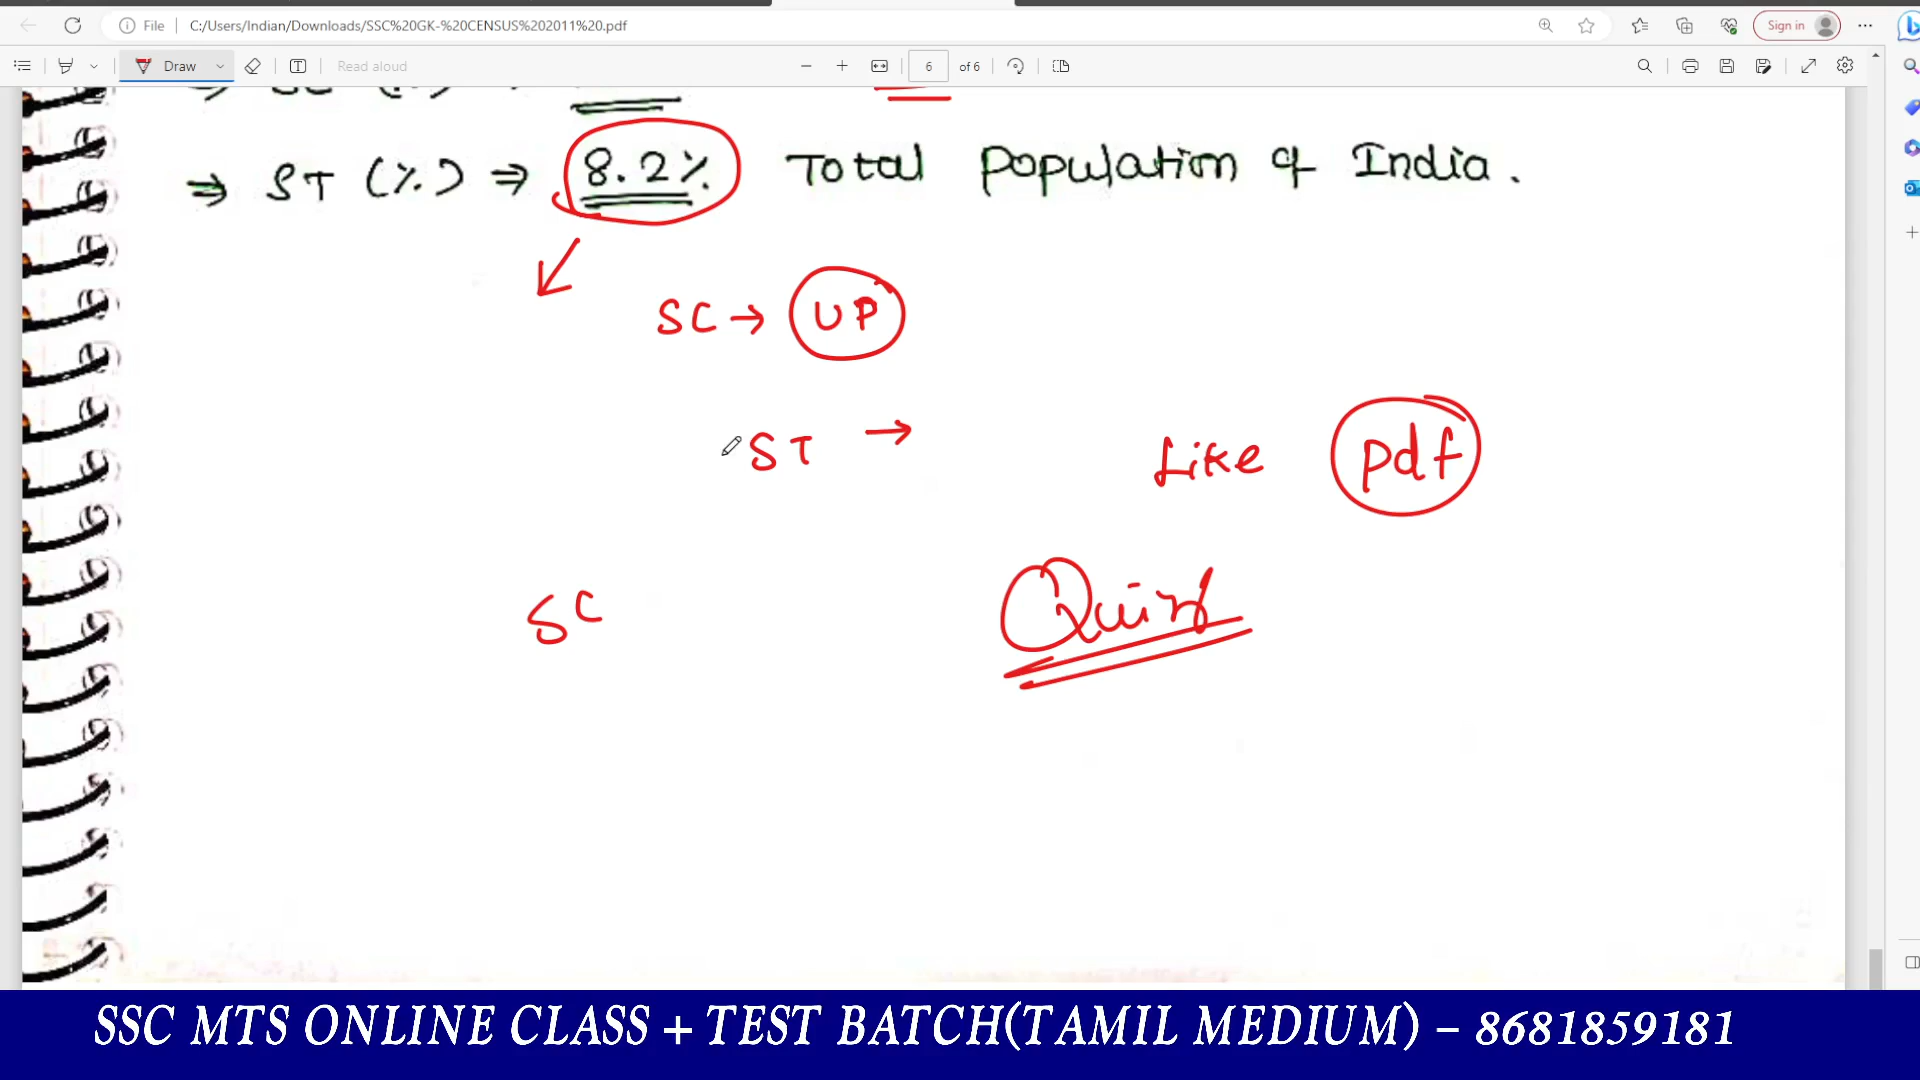 File C:/Users/Indian/Downloads/SSC%20GK-%20CENSUS%202011%20.pdf
Sign in
Draw
Read aloud
6 of 6
⇒ ST (%) ⇒ 8.2% Total Population of India.
SC → UP
ST →
Like pdf
SC
SSC MTS ONLINE CLASS + TEST BATCH(TAMIL MEDIUM) – 8681859181